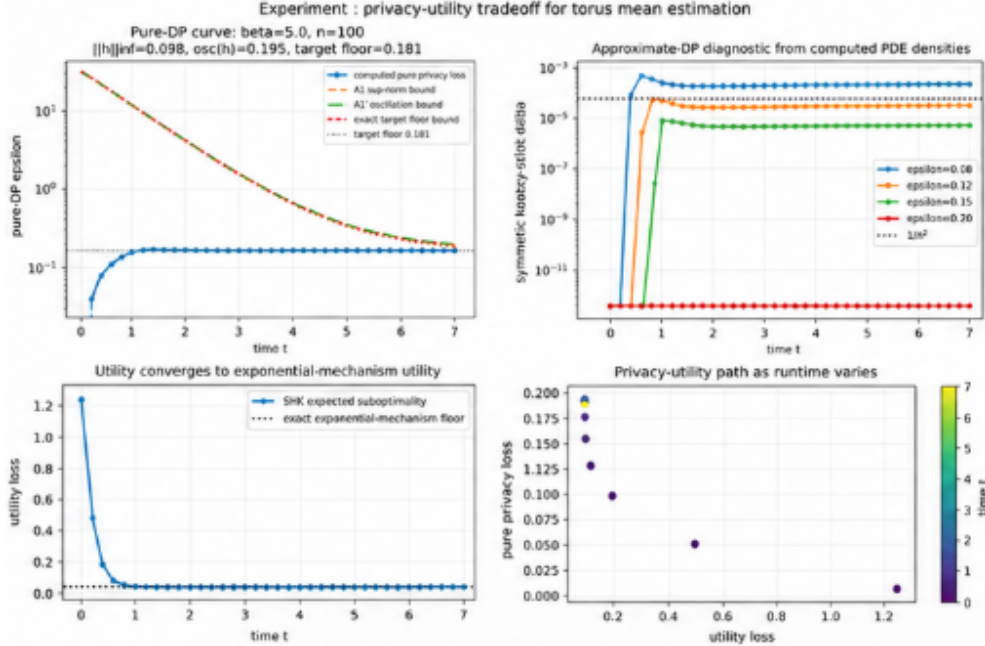 Experiment : privacy-utility tradeoff for torus mean estimation
Pure-DP curve: beta=5.0, n=100
||h||inf=0.098, osc(h)=0.195, target floor=0.181
computed pure privacy loss
A1 sup-norm bound
A1' oscillation bound
exact target floor bound
target floor 0.181
pure-DP epsilon
10¹
10⁰
10⁻¹
0 1 2 3 4 5 6 7
time t
Approximate-DP diagnostic from computed PDE densities
symmetric
delta
10⁻³
10⁻⁵
10⁻⁷
10⁻⁹
10⁻¹¹
epsilon=0.08
epsilon=0.12
epsilon=0.15
epsilon=0.20
1/n²
0 1 2 3 4 5 6 7
time t
Utility converges to exponential-mechanism utility
SHK expected suboptimality
exact exponential-mechanism floor
utility loss
1.2
1.0
0.8
0.6
0.4
0.2
0.0
0 1 2 3 4 5 6 7
time t
Privacy-utility path as runtime varies
pure privacy loss
0.200
0.175
0.150
0.125
0.100
0.075
0.050
0.025
0.000
0.2 0.4 0.6 0.8 1.0 1.2
utility loss
7
6
5
4
3
2
1
0
time t